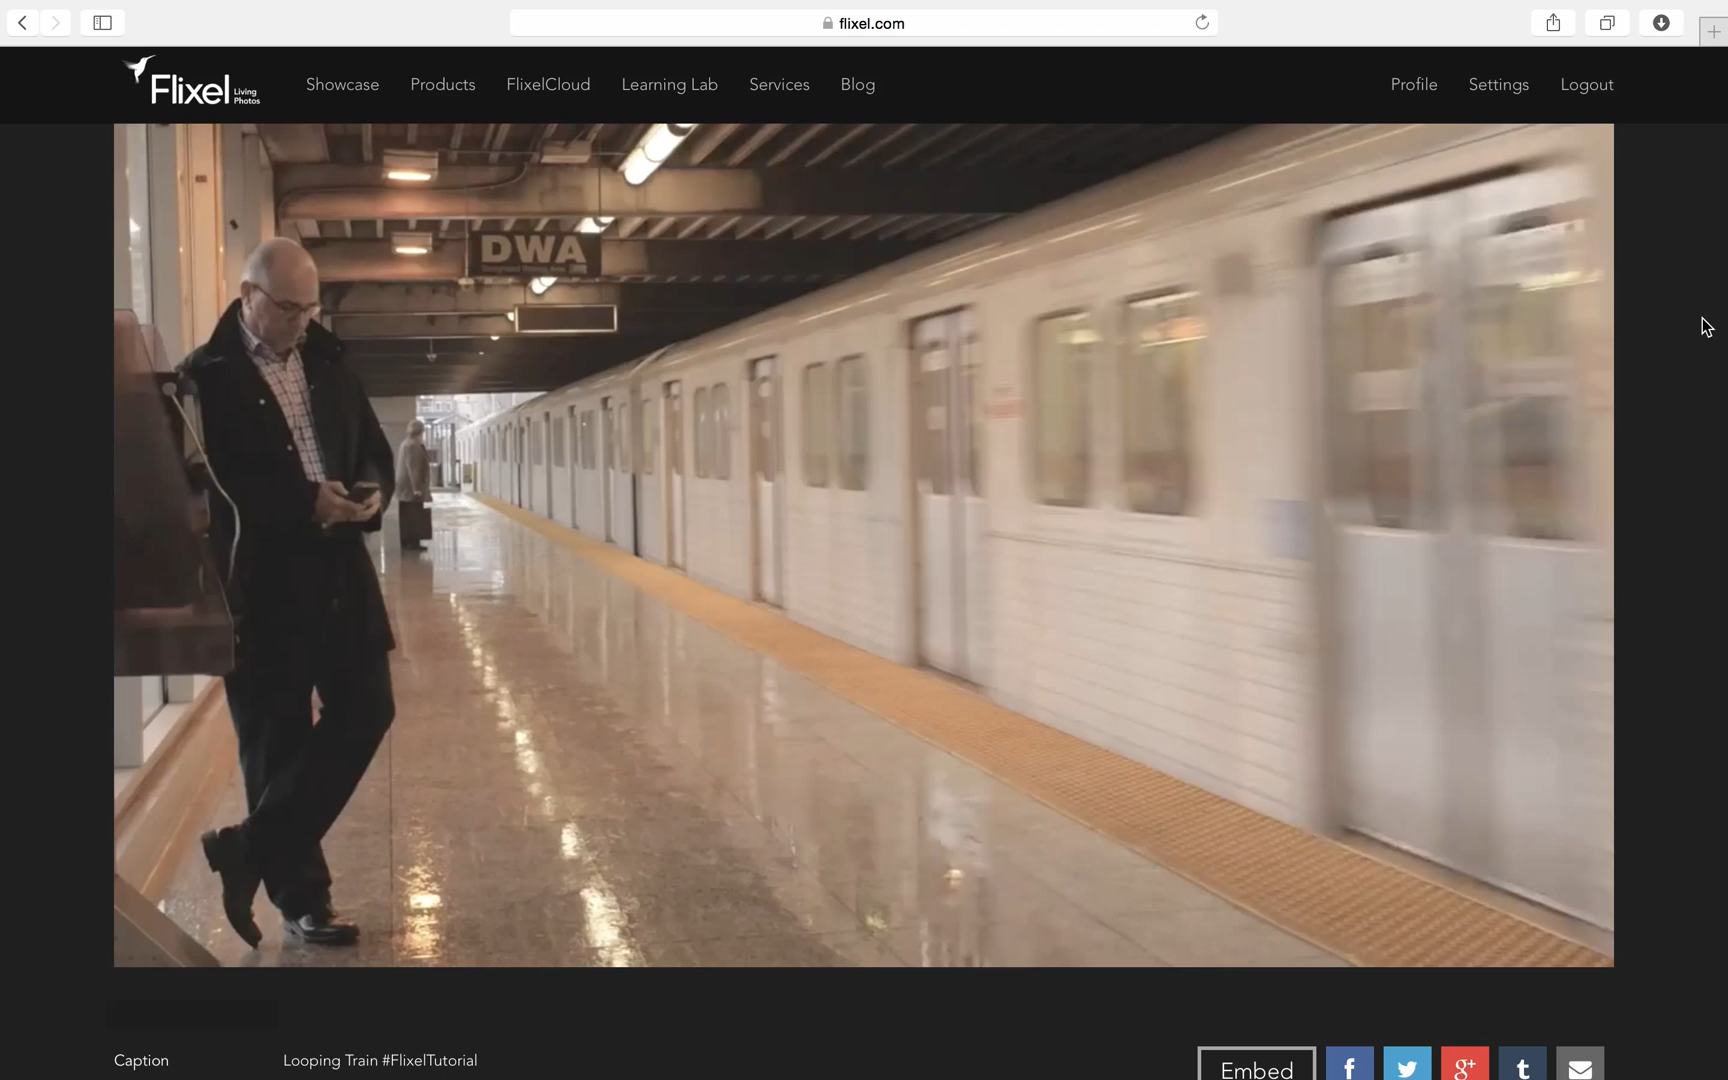 flixel.com
Flixel Living Photos
Showcase Products FlixelCloud Learning Lab Services Blog Profile Settings Logout
DWA
Caption Looping Train #FlixelTutorial
Embed f g+ t